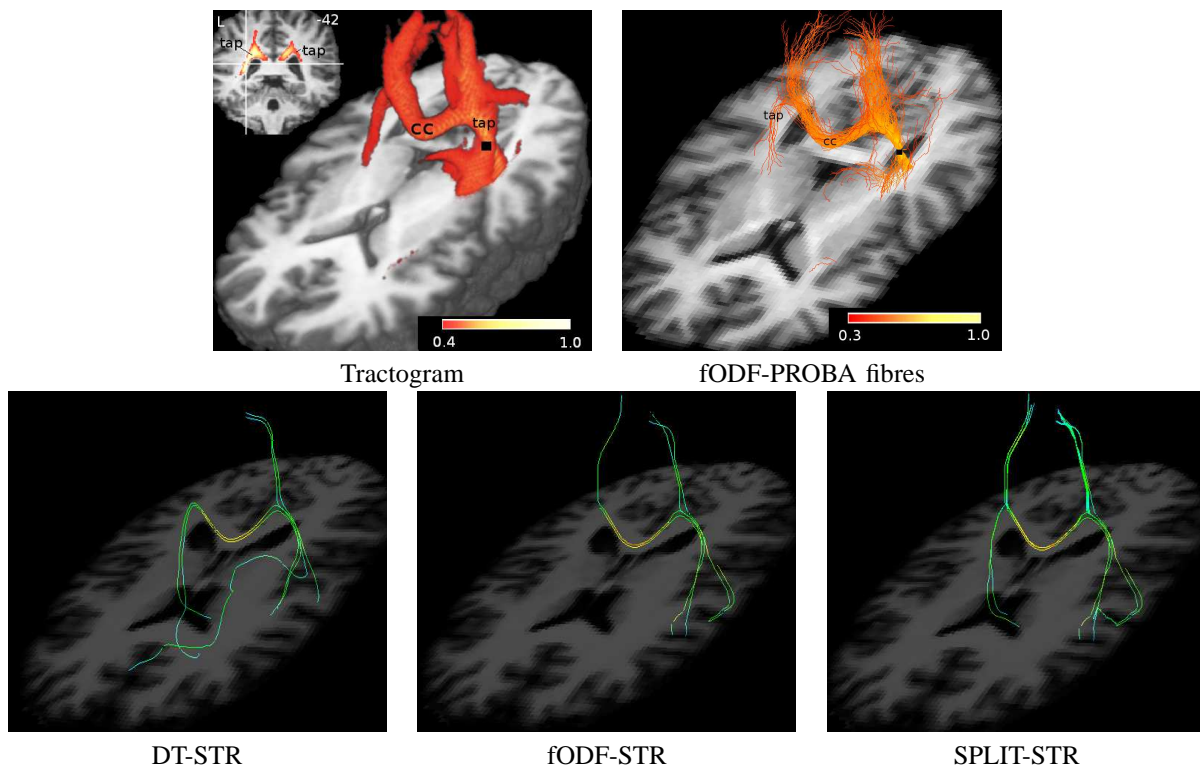 L
-42
tap
tap
cc
tap
0.4
1.0
tap
cc
0.3
1.0
Tractogram
fODF-PROBA fibres
DT-STR
fODF-STR
SPLIT-STR